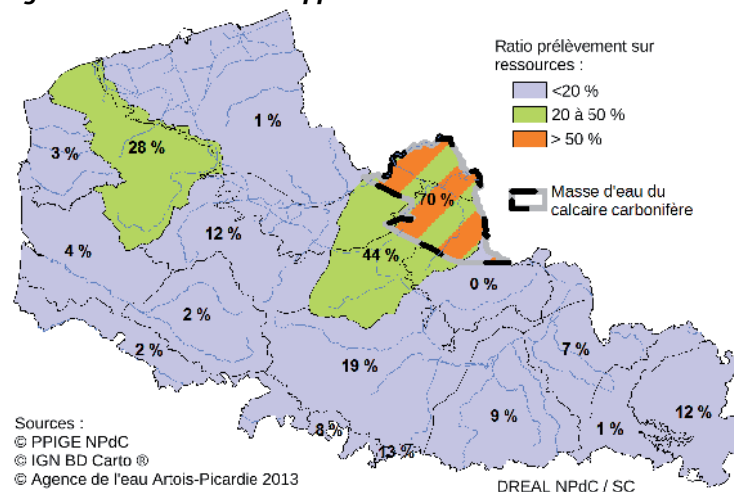 Ratio prélèvement sur
ressources :
<20 %
20 à 50 %
> 50 %
Masse d'eau du
calcaire carbonifère
1 %
3 %
28 %
70 %
12 %
4 %
44 %
0 %
2 %
2 %
7 %
19 %
9 %
12 %
8 %
1 %
13 %
Sources :
© PPIGE NPdC
© IGN BD Carto ®
© Agence de l'eau Artois-Picardie 2013
DREAL NPdC / SC